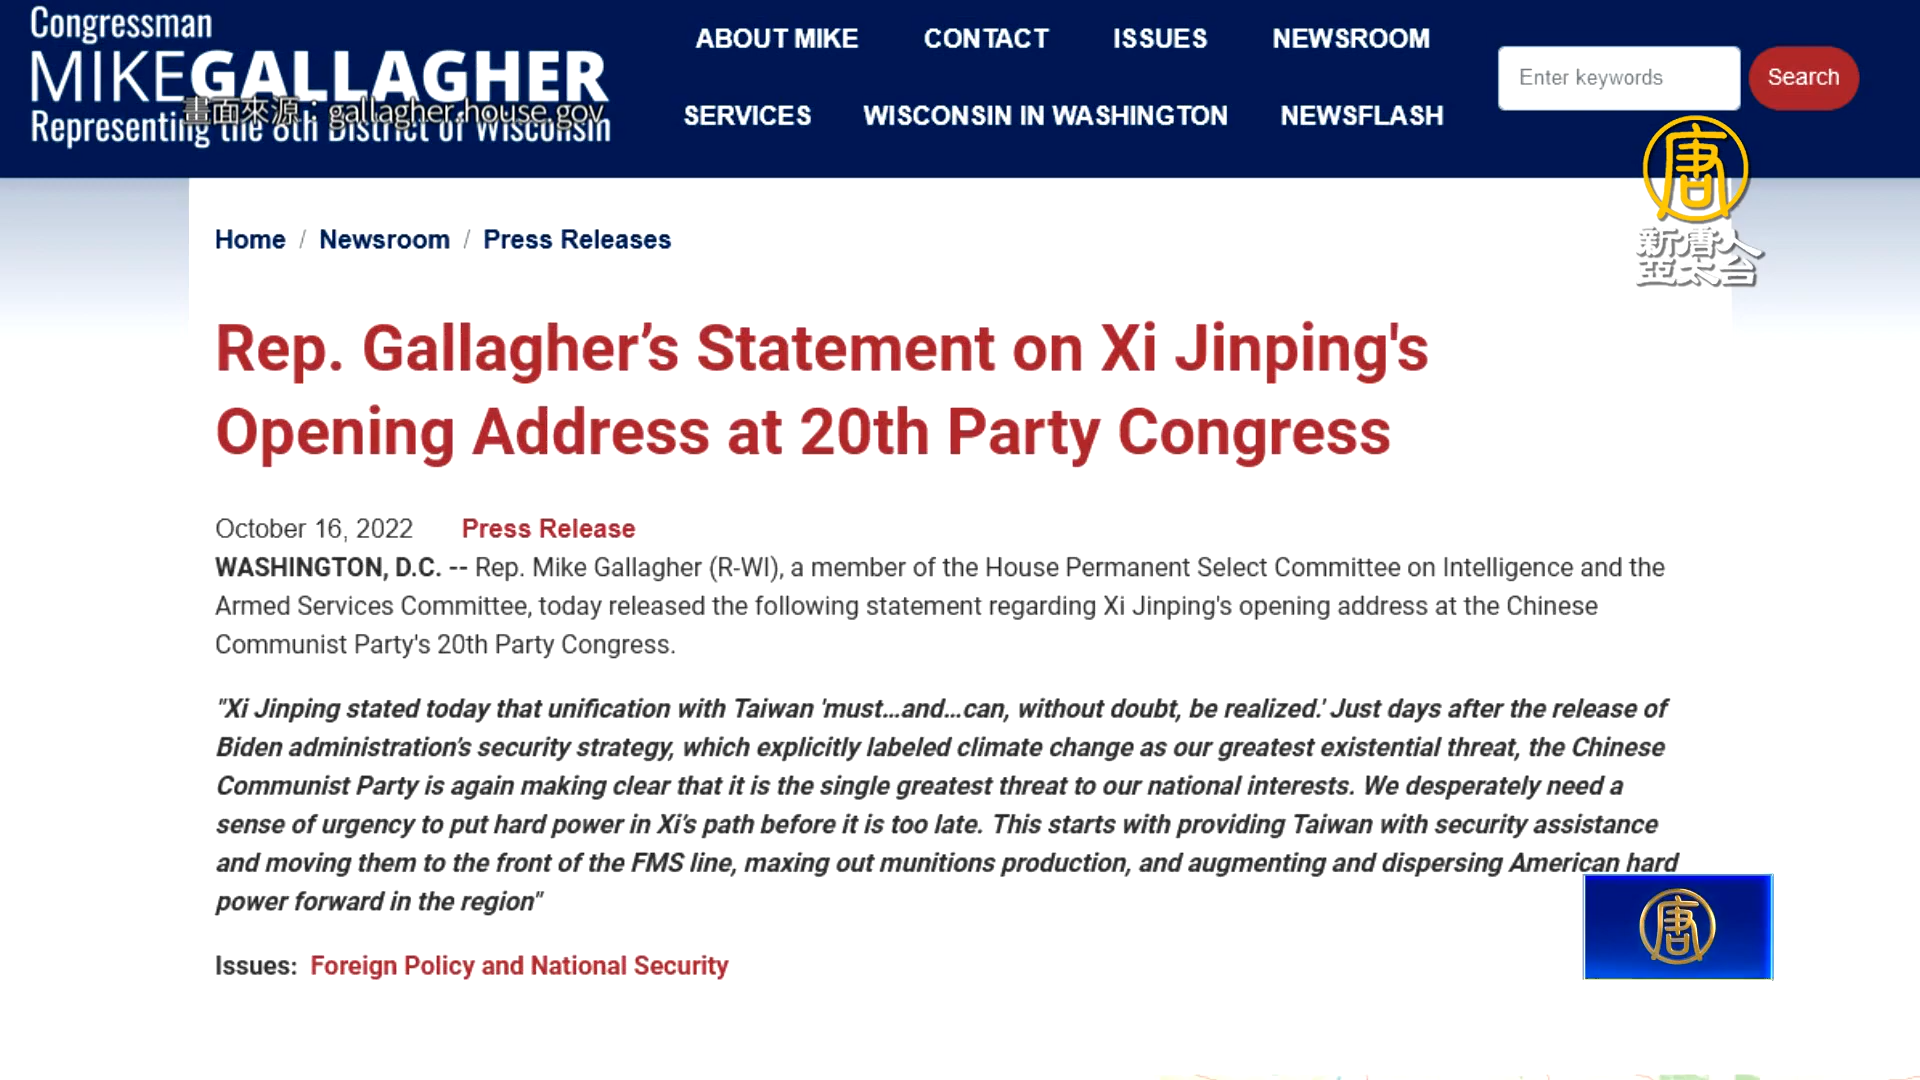 Congressman
MIKEGALLAGHER
畫面來源：gallagher.house.gov
Representing the 8th District of Wisconsin
ABOUT MIKE CONTACT ISSUES NEWSROOM
SERVICES WISCONSIN IN WASHINGTON NEWSFLASH
Enter keywords Search
唐
新唐人
亞太台
Home / Newsroom / Press Releases
Rep. Gallagher’s Statement on Xi Jinping's
Opening Address at 20th Party Congress
October 16, 2022 Press Release
WASHINGTON, D.C. -- Rep. Mike Gallagher (R-WI), a member of the House Permanent Select Committee on Intelligence and the
Armed Services Committee, today released the following statement regarding Xi Jinping's opening address at the Chinese
Communist Party's 20th Party Congress.
"Xi Jinping stated today that unification with Taiwan 'must...and...can, without doubt, be realized.' Just days after the release of
Biden administration’s security strategy, which explicitly labeled climate change as our greatest existential threat, the Chinese
Communist Party is again making clear that it is the single greatest threat to our national interests. We desperately need a
sense of urgency to put hard power in Xi’s path before it is too late. This starts with providing Taiwan with security assistance
and moving them to the front of the FMS line, maxing out munitions production, and augmenting and dispersing American hard
power forward in the region"
唐
Issues: Foreign Policy and National Security